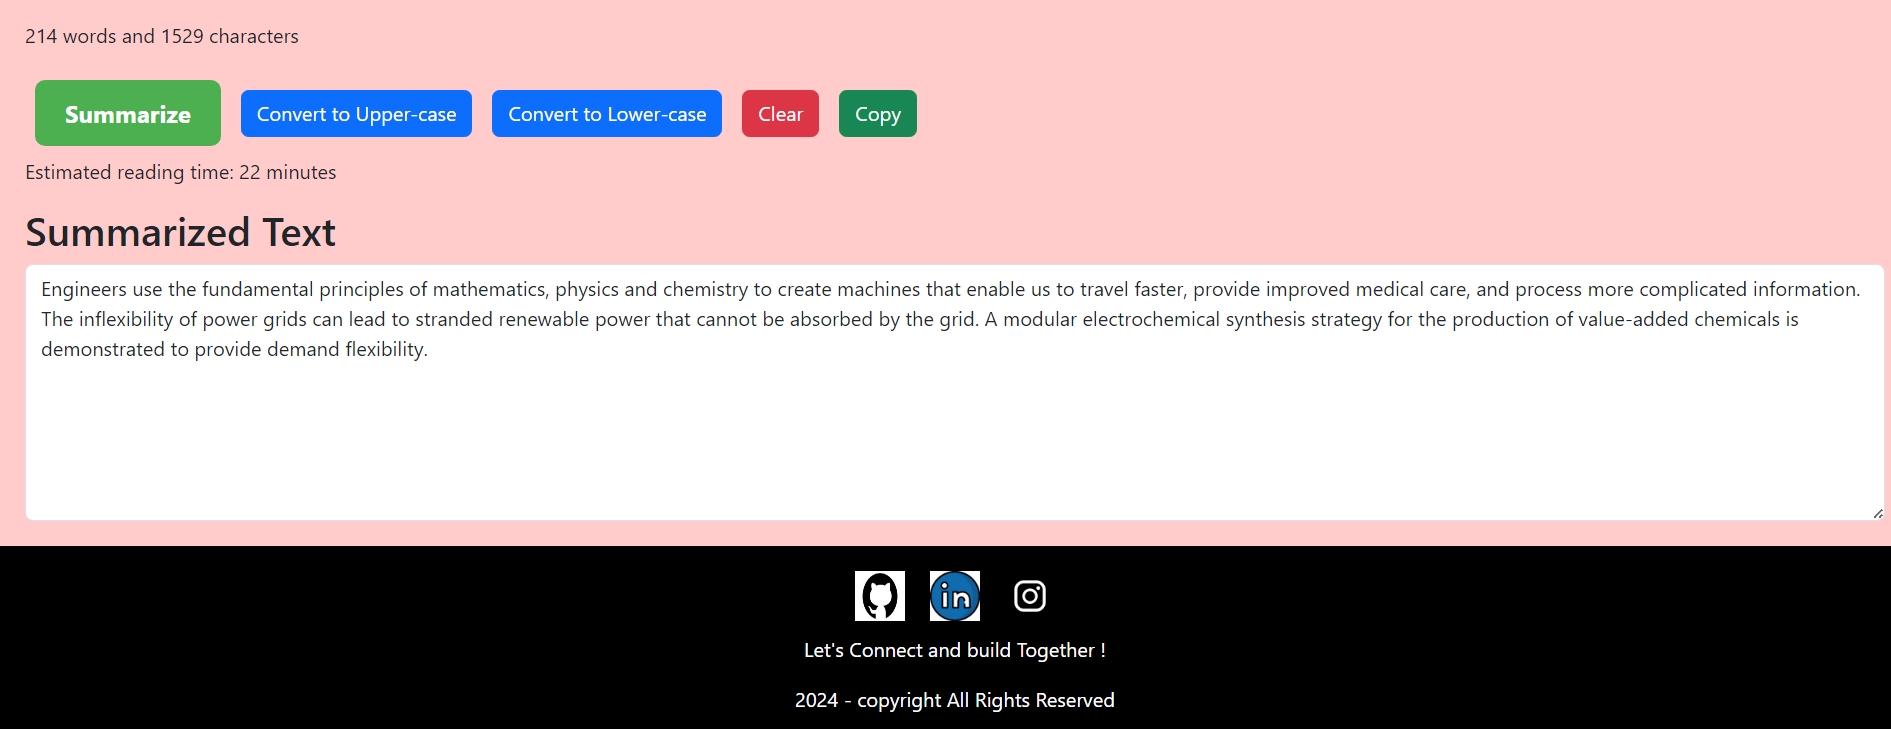 214 words and 1529 characters
Summarize Convert to Upper-case Convert to Lower-case Clear Copy
Estimated reading time: 22 minutes
Summarized Text
Engineers use the fundamental principles of mathematics, physics and chemistry to create machines that enable us to travel faster, provide improved medical care, and process more complicated information.
The inflexibility of power grids can lead to stranded renewable power that cannot be absorbed by the grid. A modular electrochemical synthesis strategy for the production of value-added chemicals is
demonstrated to provide demand flexibility.
in
Let's Connect and build Together !
2024 - copyright All Rights Reserved